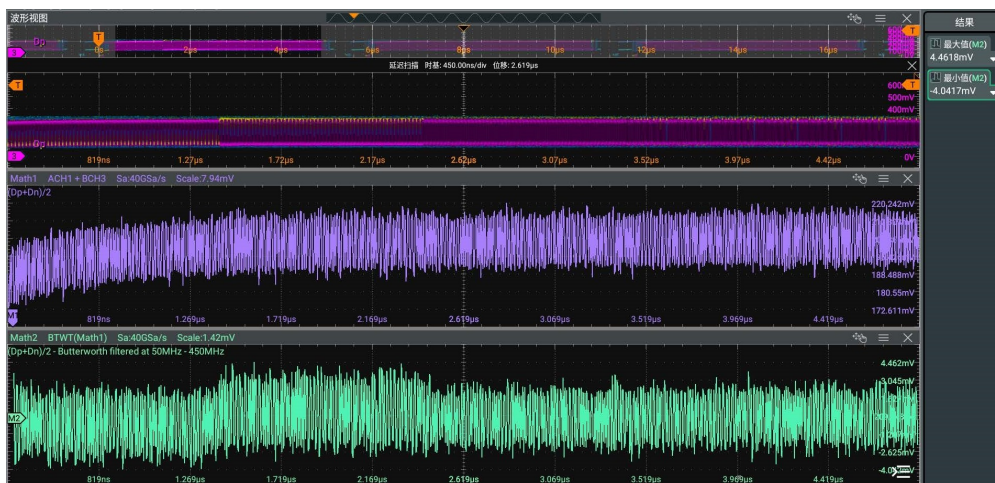 波形视图
结果
最大值(M2)
4.4618mV
最小值(M2)
-4.0417mV
T
Dp
3
0s 2μs 4μs 6μs 8μs 10μs 12μs 14μs 16μs
T
延迟扫描 时基: 450.00ns/div 位移: 2.619μs
T
T
500mV
400mV
Dp
3
0V
819ns 1.27μs 1.72μs 2.17μs 2.62μs 3.07μs 3.52μs 3.97μs 4.42μs
Math1 ACH1 + BCH3 Sa:40GSa/s Scale:7.94mV
(Dp+Dn)/2
220.242mV
188.488mV
180.55mV
172.611mV
M1
819ns 1.269μs 1.719μs 2.169μs 2.619μs 3.069μs 3.519μs 3.969μs 4.419μs
Math2 BTWT(Math1) Sa:40GSa/s Scale:1.42mV
(Dp+Dn)/2 - Butterworth filtered at 50MHz - 450MHz
4.462mV
3.045mV
M2
-2.625mV
819ns 1.269μs 1.719μs 2.169μs 2.619μs 3.069μs 3.519μs 3.969μs 4.419μs